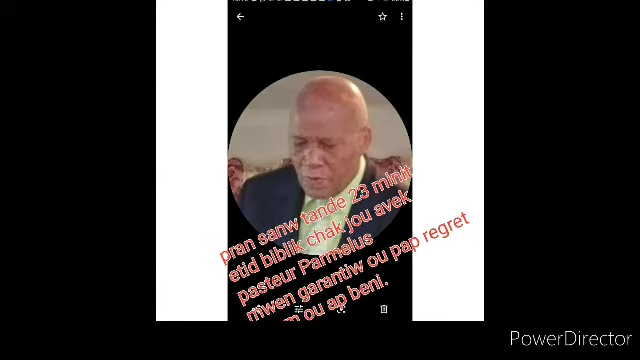 pran sanw tande 23 minit
etid biblik chak jou avek
pasteur Parmelus
mwen garantiw ou pap regret
ou ap beni.
PowerDirector